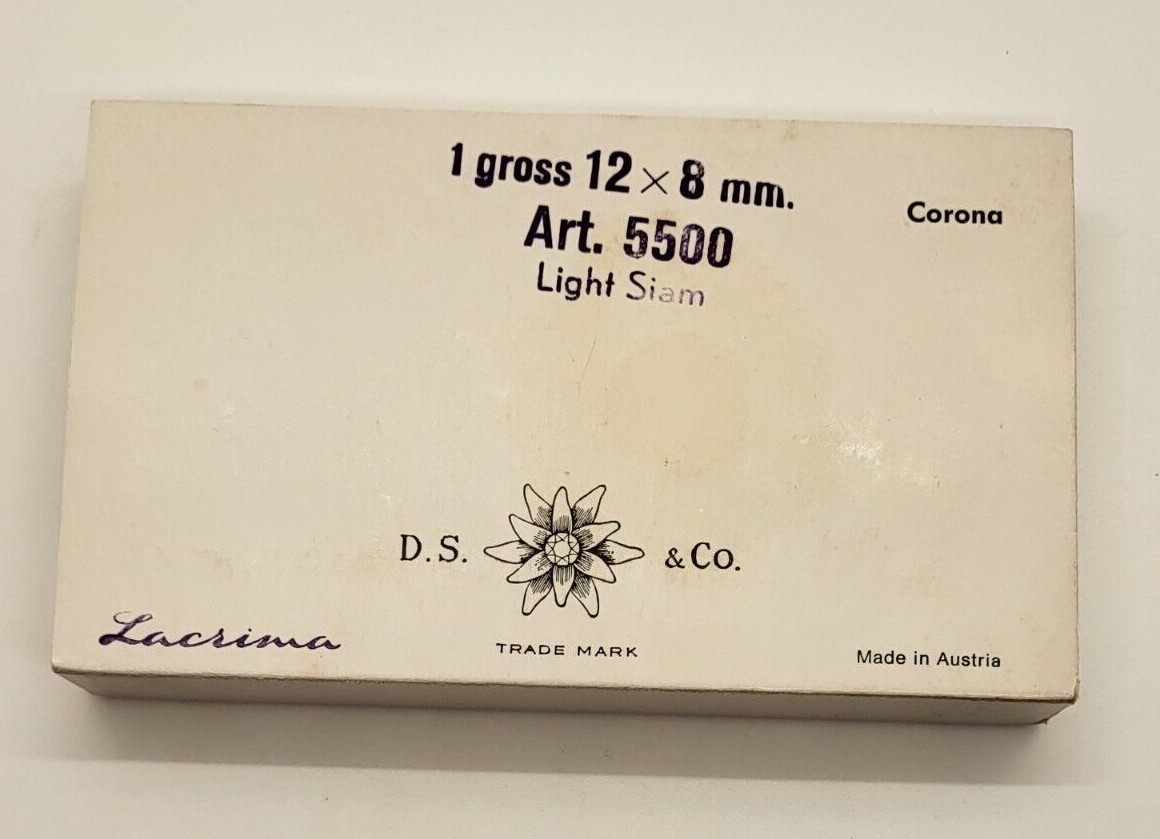 1 gross 12 × 8 mm.
Corona
Art. 5500
Light Siam
D.S. & Co.
Lacrima
TRADE MARK
Made in Austria